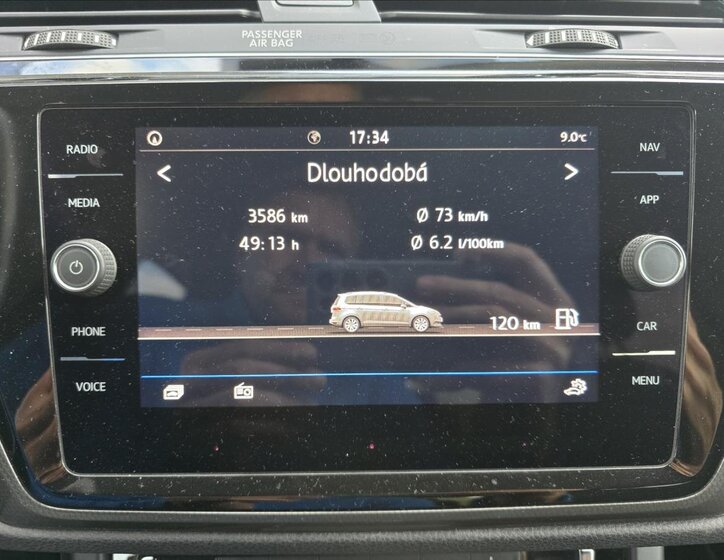 PASSENGER
AIR BAG
RADIO
MEDIA
PHONE
VOICE
NAV
APP
CAR
MENU
17:34
9.0°C
< Dlouhodobá >
3586 km
Ø 73 km/h
49:13 h
Ø 6.2 l/100km
120 km